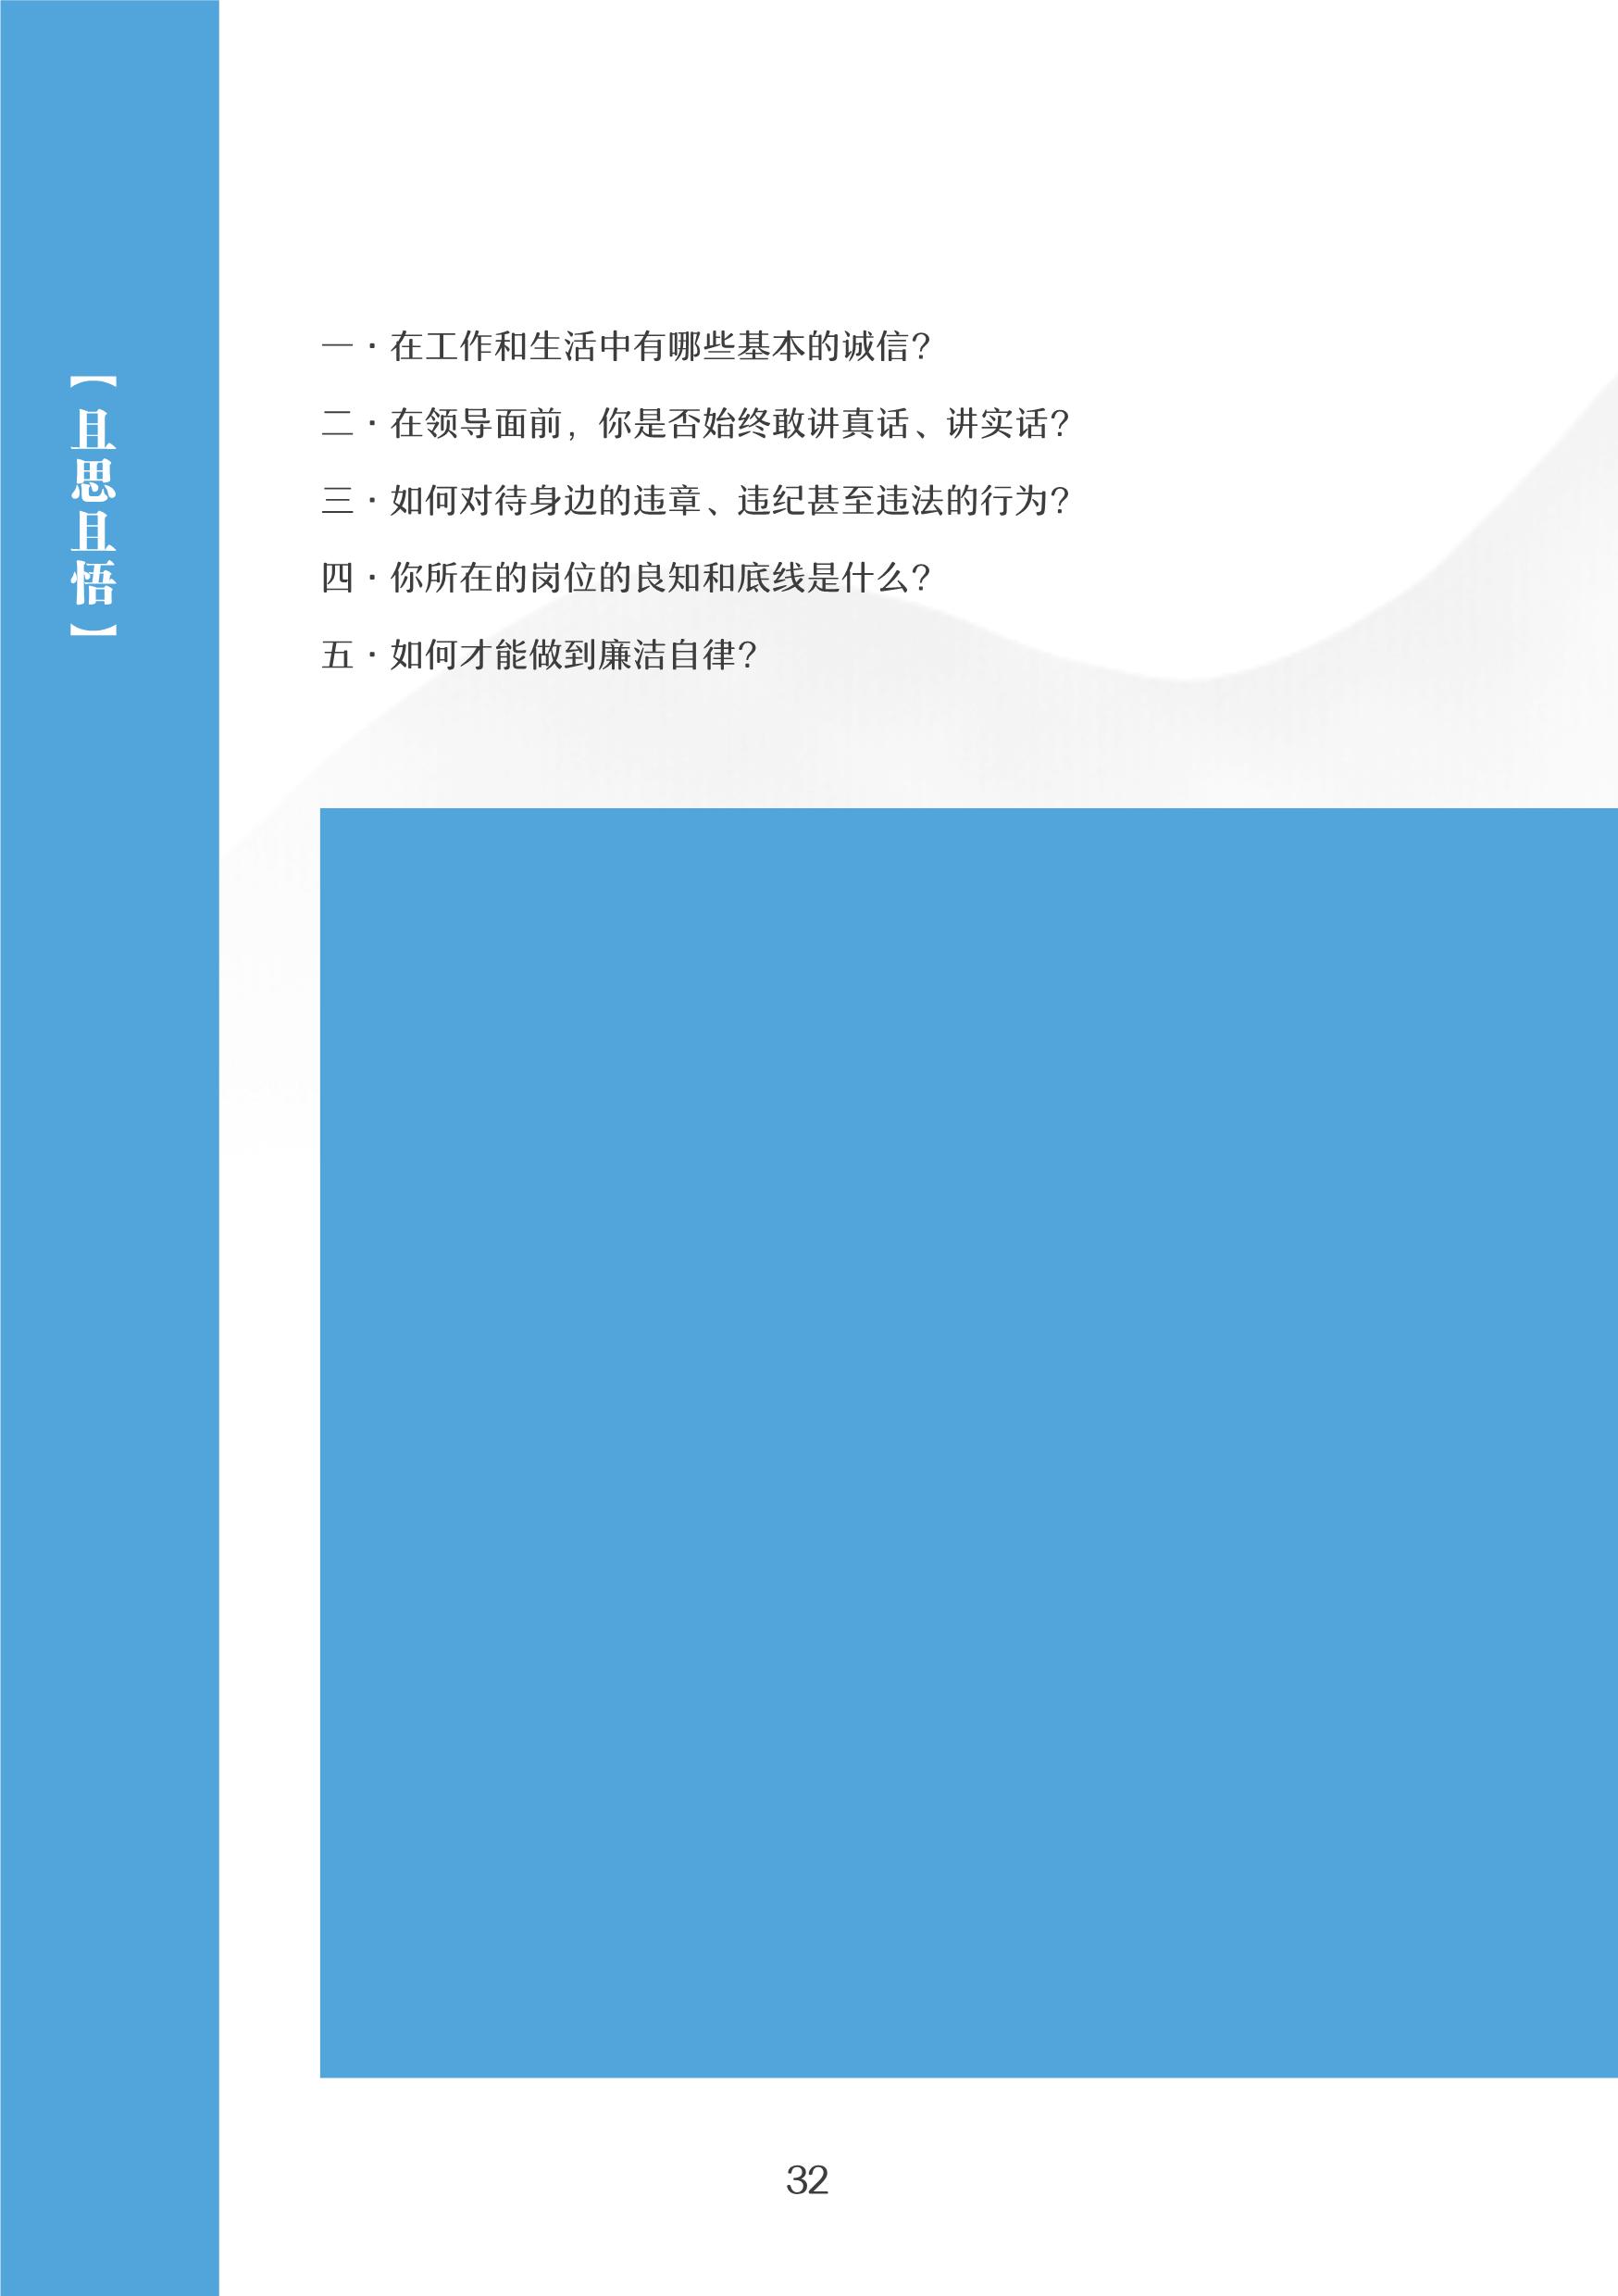 【且思且悟】
一·在工作和生活中有哪些基本的诚信？
二·在领导面前，你是否始终敢讲真话、讲实话？
三·如何对待身边的违章、违纪甚至违法的行为？
四·你所在的岗位的良知和底线是什么？
五·如何才能做到廉洁自律？
32